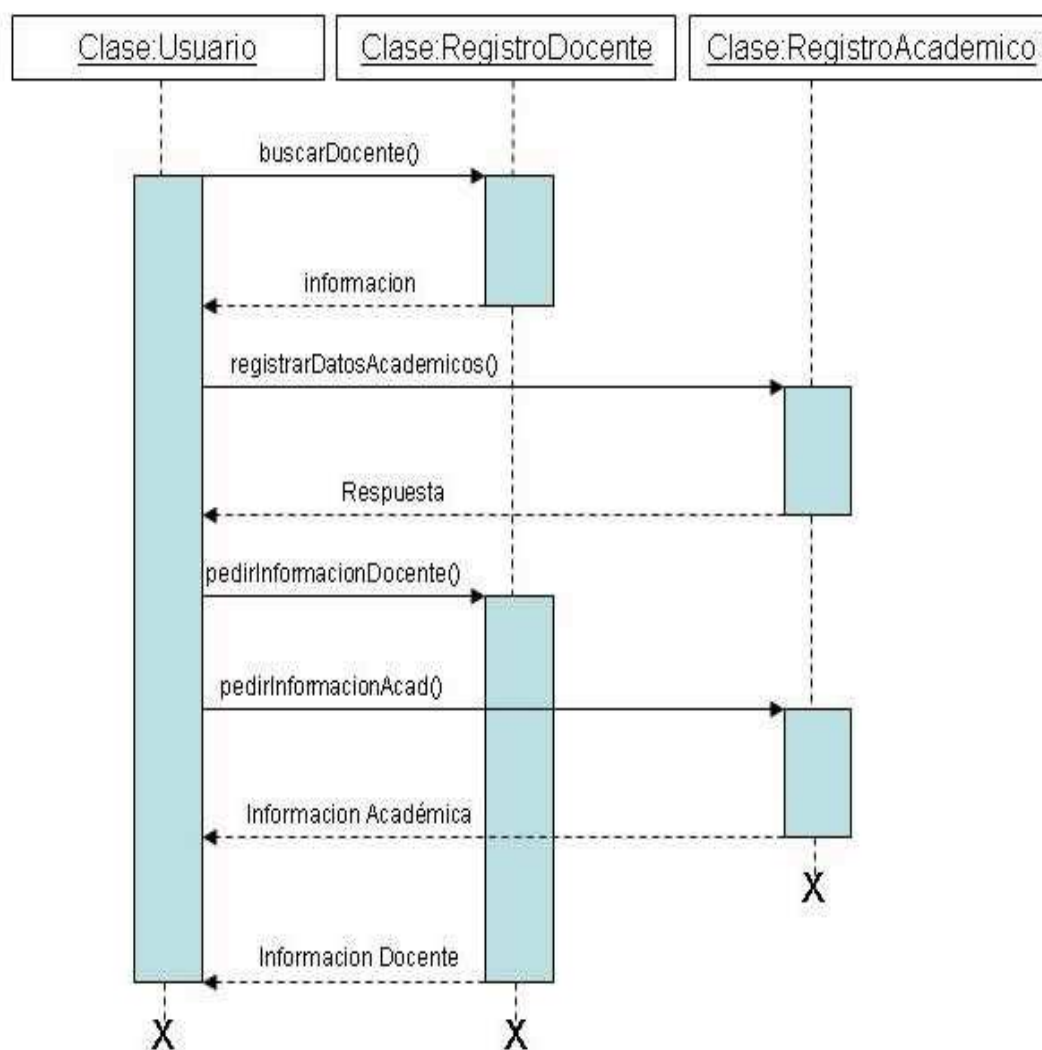 Clase:Usuario
Clase:RegistroDocente
Clase:RegistroAcademico
buscarDocente()
informacion
registrarDatosAcademicos()
Respuesta
pedirInformacionDocente()
pedirInformacionAcad()
Informacion Académica
X
Informacion Docente
X
X